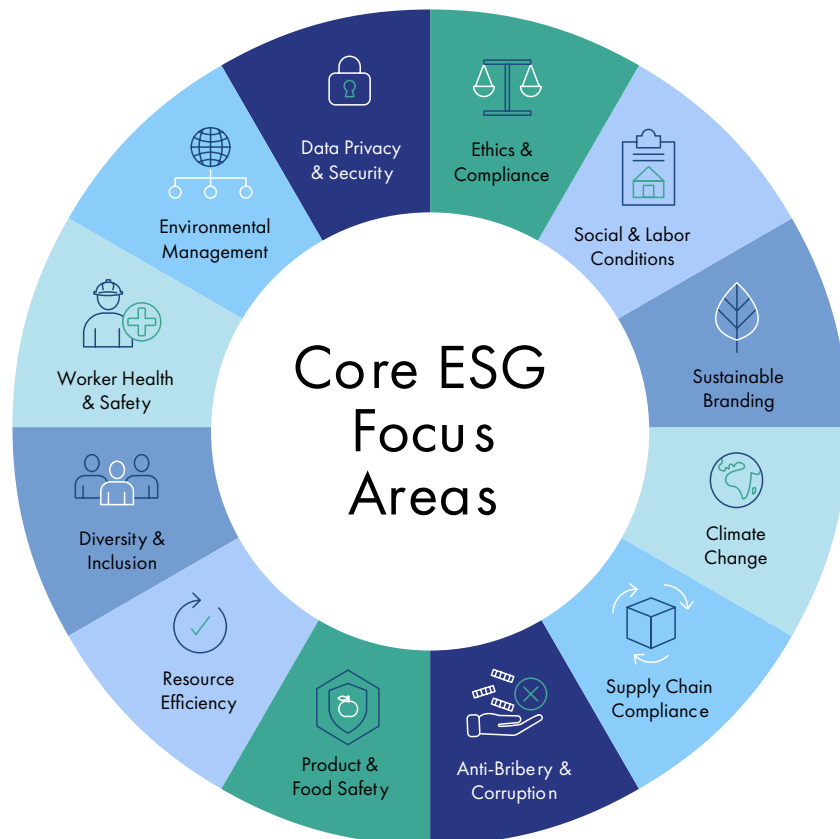 Core ESG
Focus
Areas
Ethics &
Compliance
Social & Labor
Conditions
Sustainable
Branding
Climate
Change
Supply Chain
Compliance
Anti-Bribery &
Corruption
Product &
Food Safety
Resource
Efficiency
Diversity &
Inclusion
Worker Health
& Safety
Environmental
Management
Data Privacy
& Security